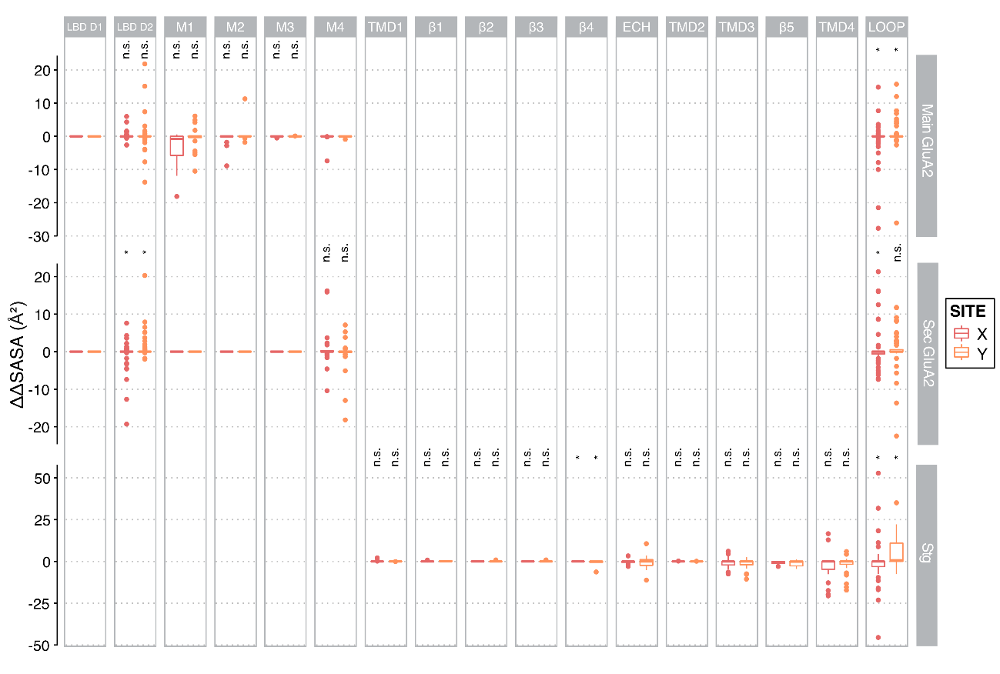 LBD D1 LBD D2 M1 M2 M3 M4 TMD1 β1 β2 β3 β4 ECH TMD2 TMD3 β5 TMD4 LOOP
n.s. n.s. n.s. n.s. n.s. n.s. n.s. n.s. * *
20
10
0
-10
-20
-30
Main GluA2
* * n.s. n.s. * n.s.
20
10
0
-10
-20
Sec GluA2
ΔΔSASA (Å²)
n.s. n.s. n.s. n.s. n.s. n.s. n.s. n.s. * * n.s. n.s. n.s. n.s. n.s. n.s. n.s. n.s. n.s. n.s. * *
50
25
0
-25
-50
Stg
SITE
X
Y